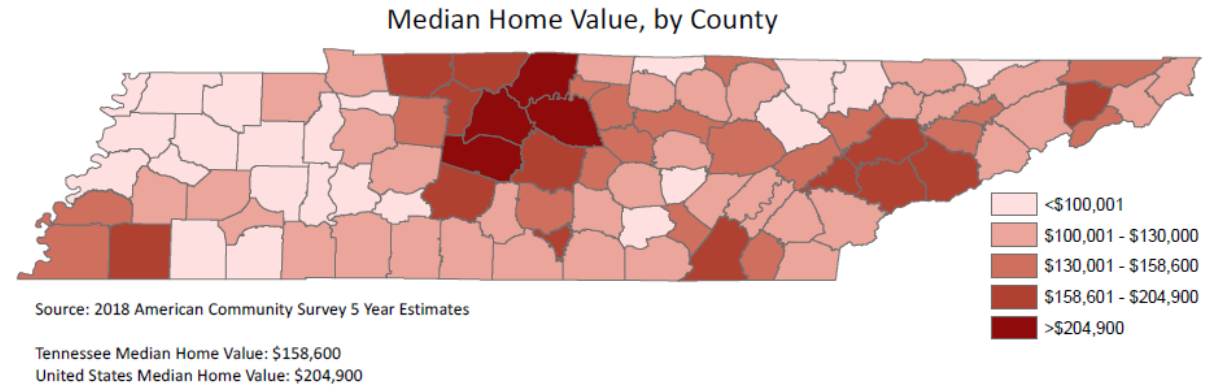 Median Home Value, by County
<$100,001
$100,001 - $130,000
$130,001 - $158,600
$158,601 - $204,900
>$204,900
Source: 2018 American Community Survey 5 Year Estimates
Tennessee Median Home Value: $158,600
United States Median Home Value: $204,900